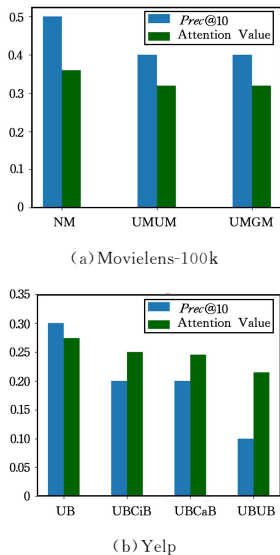 0.5
Prec@10
Attention Value
0.4
0.3
0.2
0.1
0
NM UMUM UMGM
(a)Movielens-100k
0.35
Prec@10
0.30
Attention Value
0.25
0.20
0.15
0.10
0.05
0
UB UBCiB UBCaB UBUB
(b)Yelp